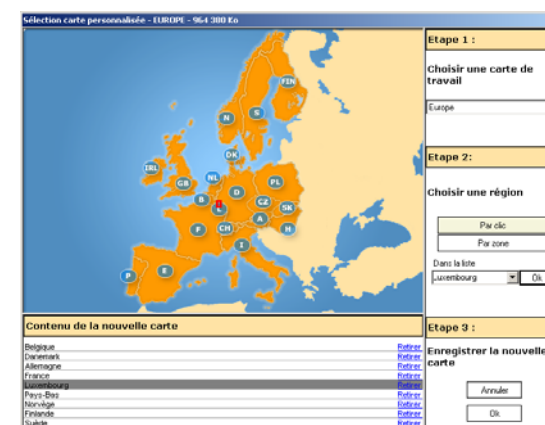 Sélection carte personnalisée - EUROPE - 964 380 Ko
FIN
N
S
DK
IRL
GB
NL
PL
D
B
L
CZ
SK
A
F
CH
H
I
P
E
Etape 1 :
Choisir une carte de
travail
Europe
Etape 2:
Choisir une région
Par clic
Par zone
Dans la liste
Luxembourg
Ok
Contenu de la nouvelle carte
Belgique Retirer
Danemark Retirer
Allemagne Retirer
France Retirer
Luxembourg Retirer
Pays-Bas Retirer
Norvège Retirer
Finlande Retirer
Suède Retirer
Etape 3 :
Enregistrer la nouvelle
carte
Annuler
Ok